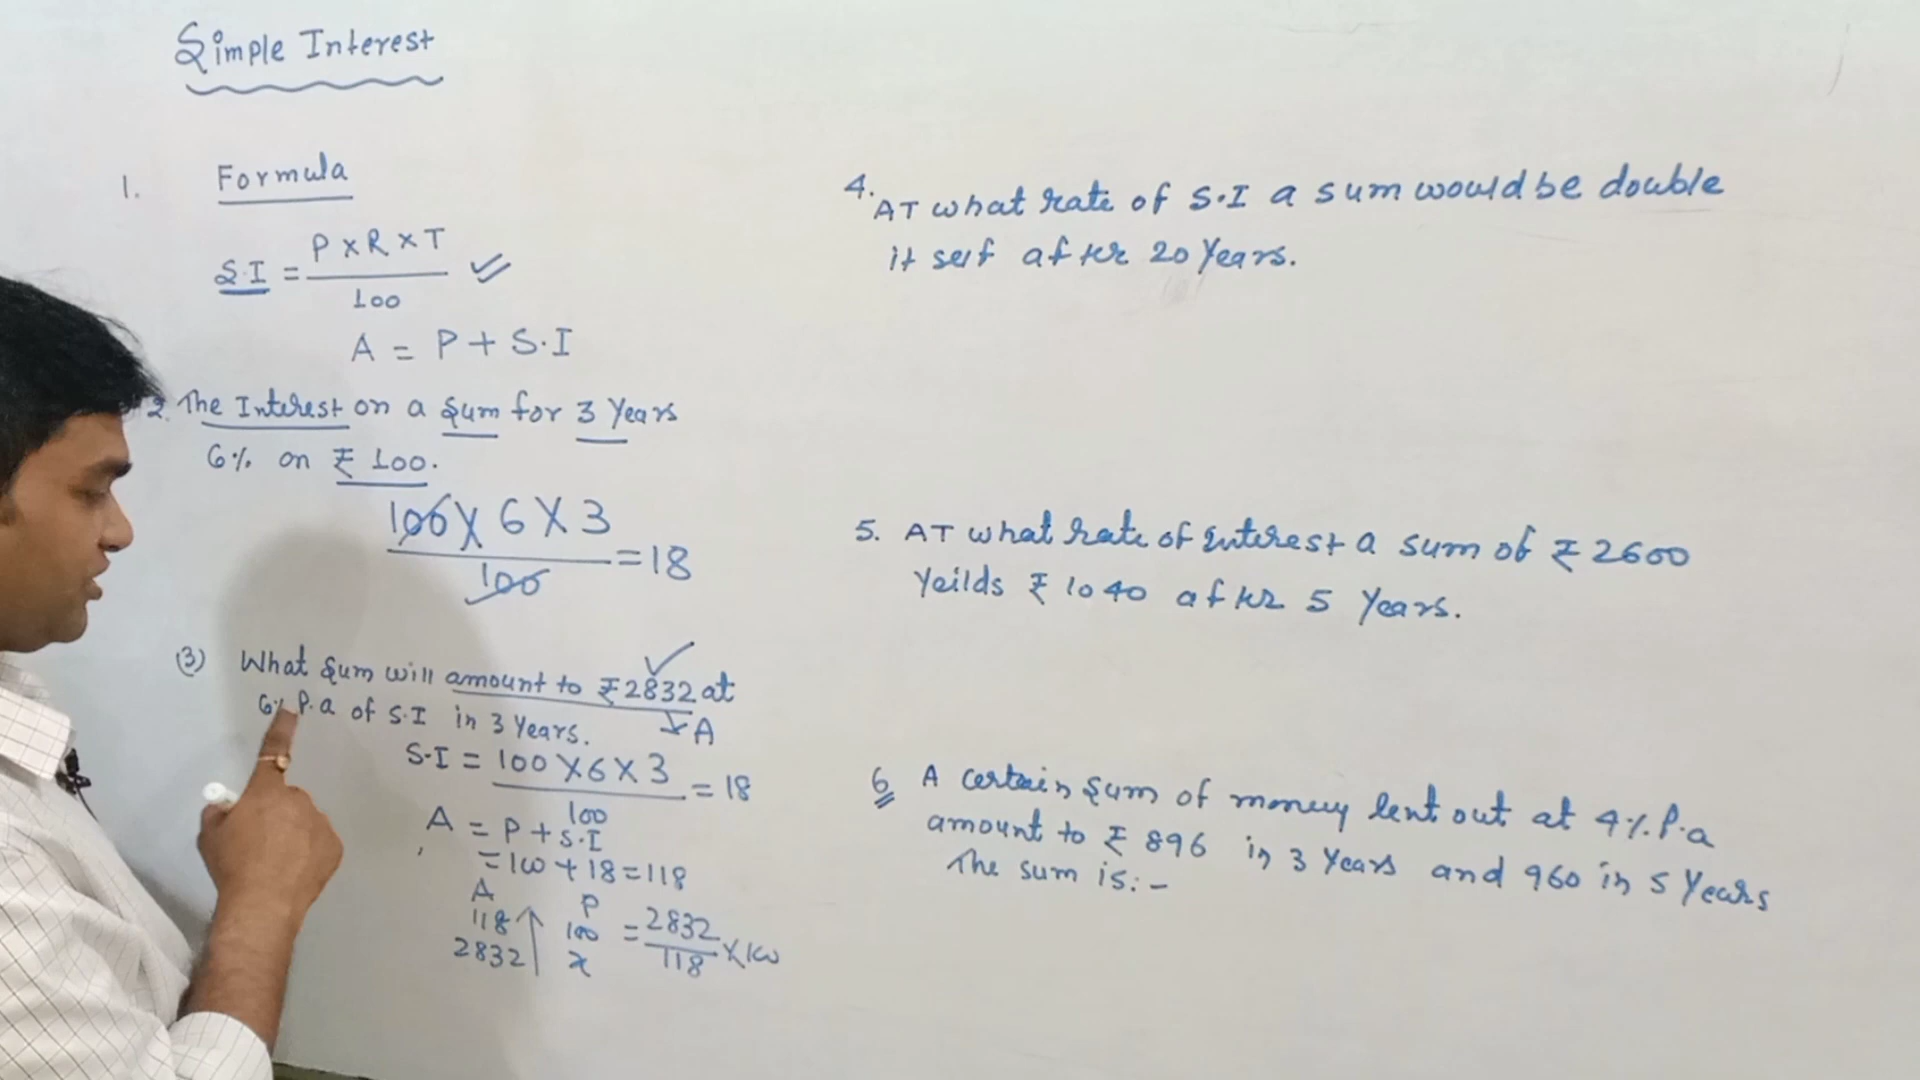 Simple Interest
1. Formula
S.I = P x R x T
100
A = P + S.I
2. The Interest on a Sum for 3 Years
6% on ₹ 100.
100 X 6 X 3
= 18
100
(3) What Sum will amount to ₹2832 at
6% P.a of S.I in 3 Years.
A
S-I = 100 X 6 X 3 = 18
100
A = P + S.I
= 100 + 18 = 118
A P
118 100 = 2832 X 100
2832 x 118
4. AT what rate of S.I a sum would be double
it self after 20 Years.
5. AT what rate of interest a sum of ₹ 2600
Yeilds ₹ 1040 after 5 Years.
6 A certain Sum of money lent out at 4%. P.a
amount to ₹ 896 in 3 Years and 960 in 5 Years
The sum is:-